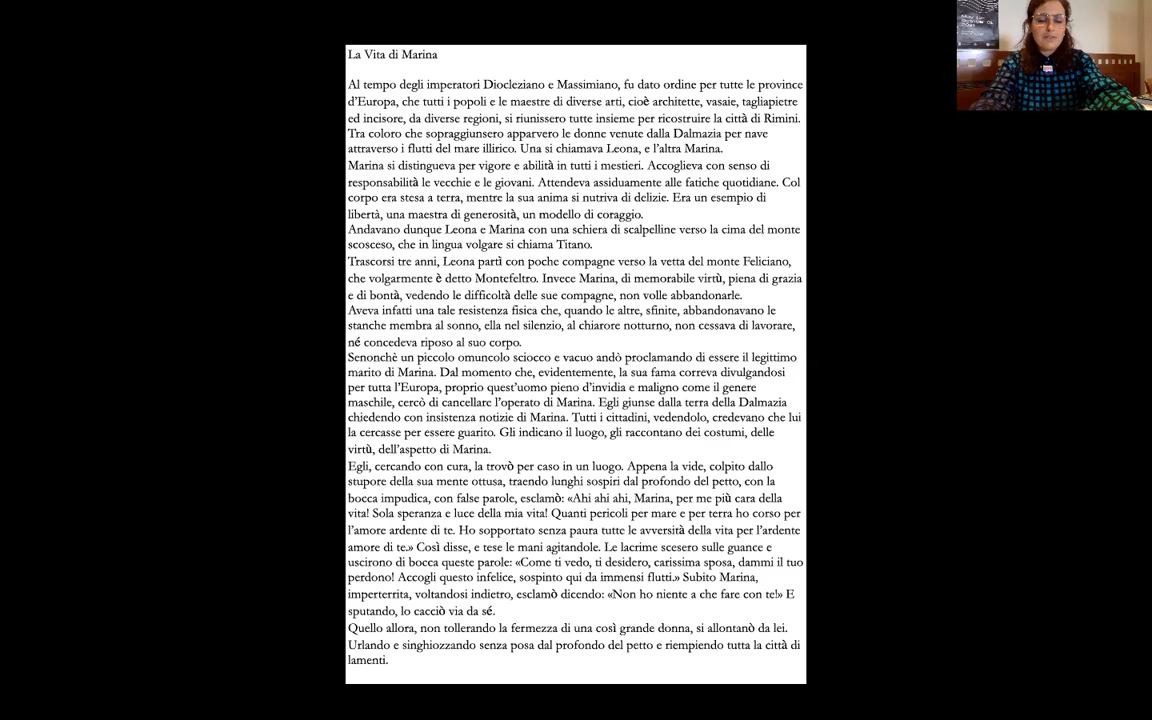 La Vita di Marina
Al tempo degli imperatori Diocleziano e Massimiano, fu dato ordine per tutte le province
d'Europa, che tutti i popoli e le maestre di diverse arti, cioè architette, vasaie, tagliapietre
ed incisore, da diverse regioni, si riunissero tutte insieme per ricostruire la città di Rimini.
Tra coloro che sopraggiunsero apparvero le donne venute dalla Dalmazia per nave
attraverso i flutti del mare illirico. Una si chiamava Leona, e l'altra Marina.
Marina si distingueva per vigore e abilità in tutti i mestieri. Accoglieva con senso di
responsabilità le vecchie e le giovani. Attendeva assiduamente alle fatiche quotidiane. Col
corpo era stesa a terra, mentre la sua anima si nutriva di delizie. Era un esempio di
libertà, una maestra di generosità, un modello di coraggio.
Andavano dunque Leona e Marina con una schiera di scalpelline verso la cima del monte
scosceso, che in lingua volgare si chiama Titano.
Trascorsi tre anni, Leona partì con poche compagne verso la vetta del monte Feliciano,
che volgarmente è detto Montefeltro. Invece Marina, di memorabile virtù, piena di grazia
e di bontà, vedendo le difficoltà delle sue compagne, non volle abbandonarle.
Aveva infatti una tale resistenza fisica che, quando le altre, sfinite, abbandonavano le
stanche membra al sonno, ella nel silenzio, al chiarore notturno, non cessava di lavorare,
né concedeva riposo al suo corpo.
Senonchè un piccolo omuncolo sciocco e vacuo andò proclamando di essere il legittimo
marito di Marina. Dal momento che, evidentemente, la sua fama correva divulgandosi
per tutta l'Europa, proprio quest'uomo pieno d'invidia e maligno come il genere
maschile, cercò di cancellare l'operato di Marina. Egli giunse dalla terra della Dalmazia
chiedendo con insistenza notizie di Marina. Tutti i cittadini, vedendolo, credevano che lui
la cercasse per essere guarito. Gli indicano il luogo, gli raccontano dei costumi, delle
virtù, dell'aspetto di Marina.
Egli, cercando con cura, la trovò per caso in un luogo. Appena la vide, colpito dallo
stupore della sua mente ottusa, traendo lunghi sospiri dal profondo del petto, con la
bocca impudica, con false parole, esclamò: «Ahi ahi ahi, Marina, per me più cara della
vita! Sola speranza e luce della mia vita! Quanti pericoli per mare e per terra ho corso per
l'amore ardente di te. Ho sopportato senza paura tutte le avversità della vita per l'ardente
amore di te.» Così disse, e tese le mani agitandole. Le lacrime scesero sulle guance e
uscirono di bocca queste parole: «Come ti vedo, ti desidero, carissima sposa, dammi il tuo
perdono! Accogli questo infelice, sospinto qui da immensi flutti.» Subito Marina,
imperterrita, voltandosi indietro, esclamò dicendo: «Non ho niente a che fare con te!» E
sputando, lo cacciò via da sé.
Quello allora, non tollerando la fermezza di una così grande donna, si allontanò da lei.
Urlando e singhiozzando senza posa dal profondo del petto e riempiendo tutta la città di
lamenti.